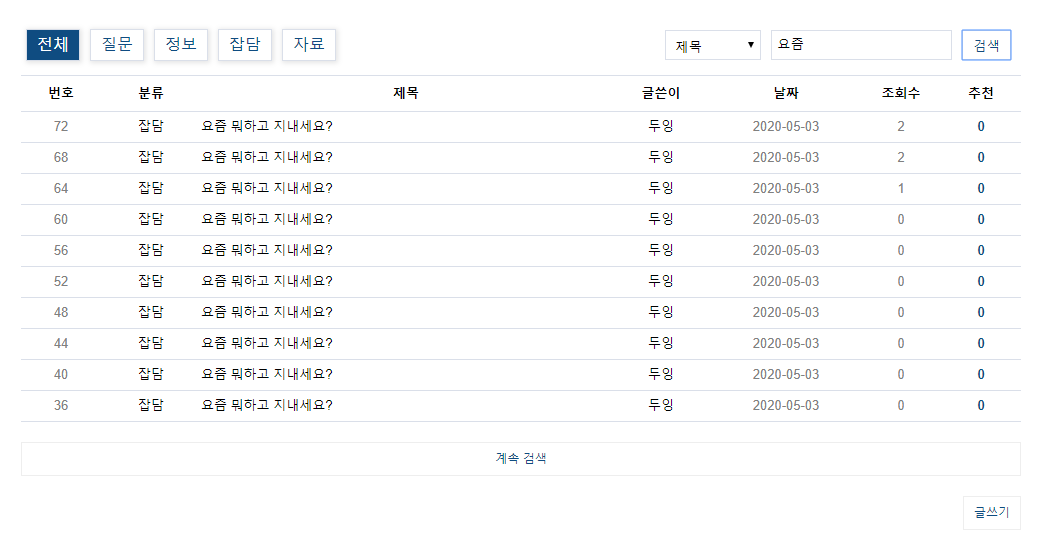 전체 질문 정보 잡담 자료 제목 요즘 검색
번호 분류 제목 글쓴이 날짜 조회수 추천
72 잡담 요즘 뭐하고 지내세요? 두잉 2020-05-03 2 0
68 잡담 요즘 뭐하고 지내세요? 두잉 2020-05-03 2 0
64 잡담 요즘 뭐하고 지내세요? 두잉 2020-05-03 1 0
60 잡담 요즘 뭐하고 지내세요? 두잉 2020-05-03 0 0
56 잡담 요즘 뭐하고 지내세요? 두잉 2020-05-03 0 0
52 잡담 요즘 뭐하고 지내세요? 두잉 2020-05-03 0 0
48 잡담 요즘 뭐하고 지내세요? 두잉 2020-05-03 0 0
44 잡담 요즘 뭐하고 지내세요? 두잉 2020-05-03 0 0
40 잡담 요즘 뭐하고 지내세요? 두잉 2020-05-03 0 0
36 잡담 요즘 뭐하고 지내세요? 두잉 2020-05-03 0 0
계속 검색
글쓰기